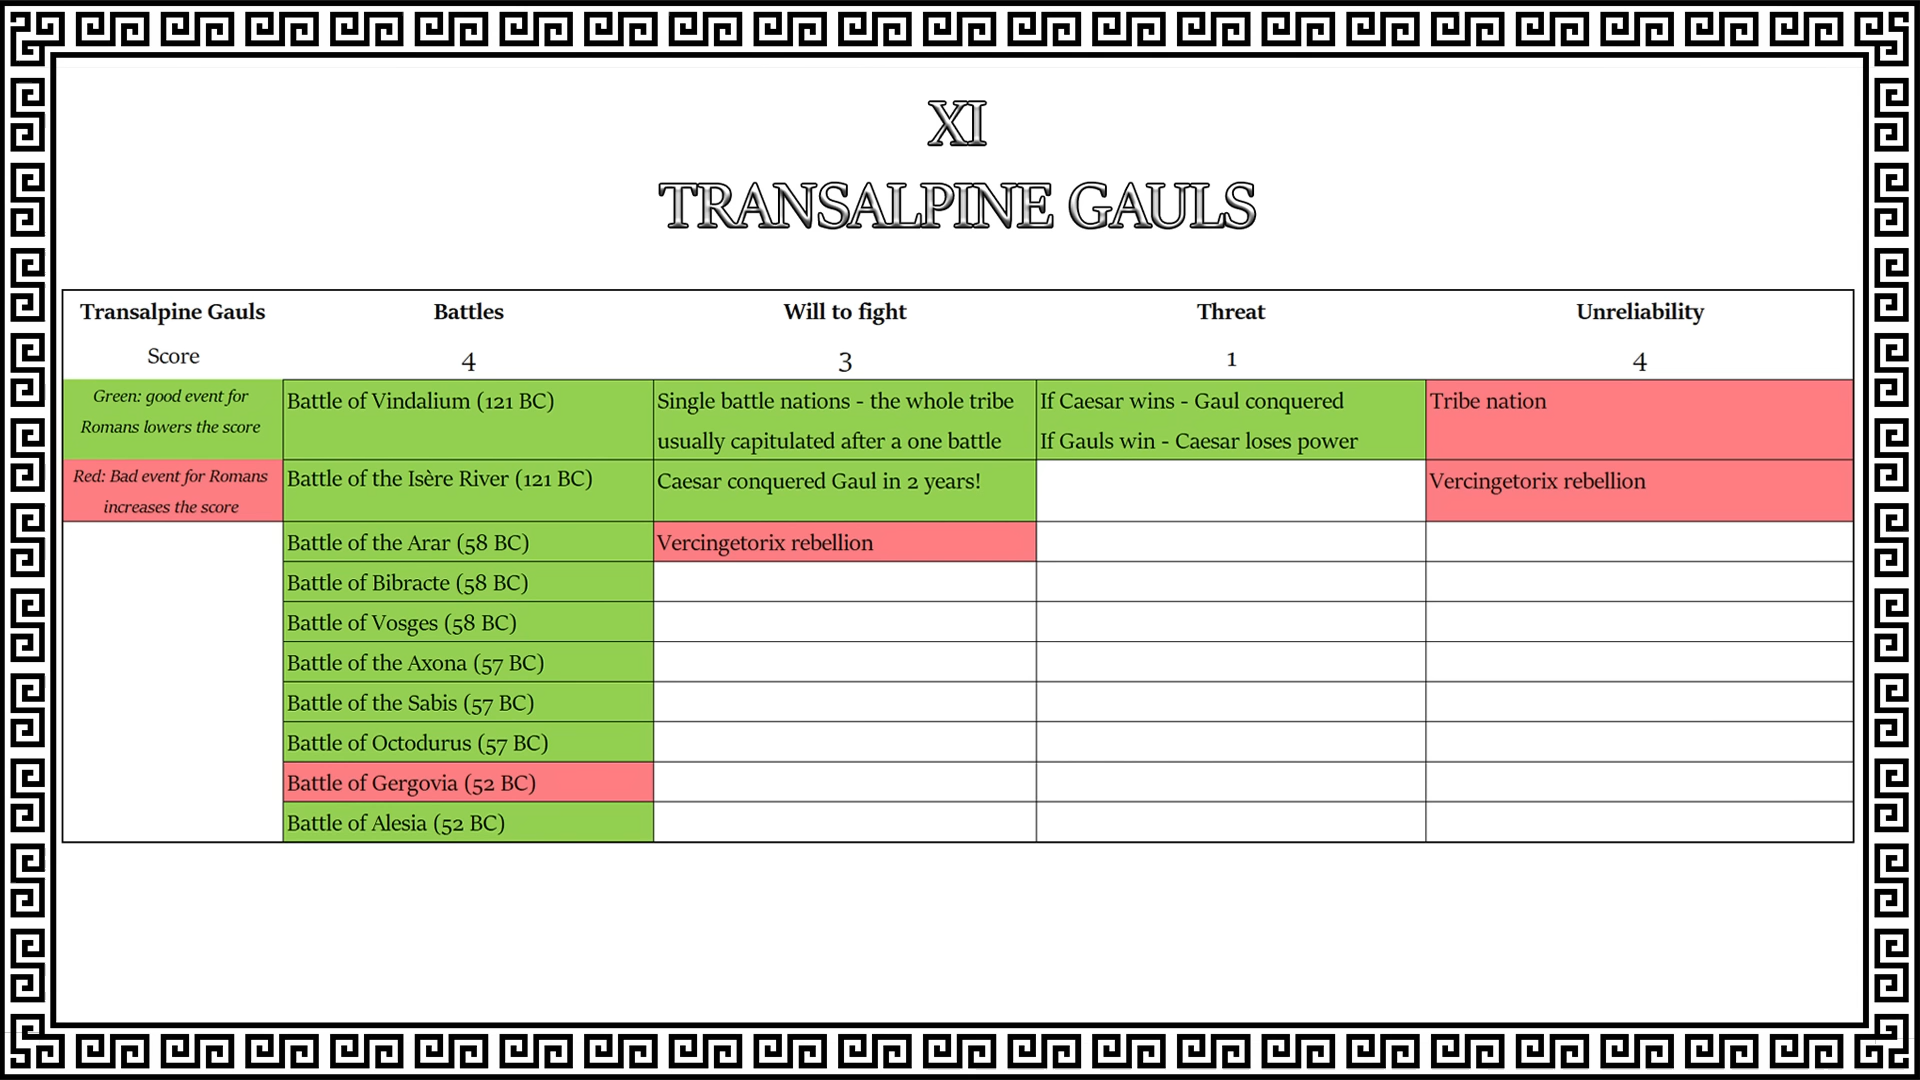 XI
TRANSALPINE GAULS
Transalpine Gauls Battles Will to fight Threat Unreliability
Score 4 3 1 4
Green: good event for
Romans lowers the score
Battle of Vindalium (121 BC)
Single battle nations - the whole tribe
usually capitulated after a one battle
If Caesar wins - Gaul conquered
If Gauls win - Caesar loses power
Tribe nation
Red: Bad event for Romans
increases the score
Battle of the Isère River (121 BC)
Caesar conquered Gaul in 2 years!
Vercingetorix rebellion
Battle of the Arar (58 BC)
Vercingetorix rebellion
Battle of Bibracte (58 BC)
Battle of Vosges (58 BC)
Battle of the Axona (57 BC)
Battle of the Sabis (57 BC)
Battle of Octodurus (57 BC)
Battle of Gergovia (52 BC)
Battle of Alesia (52 BC)